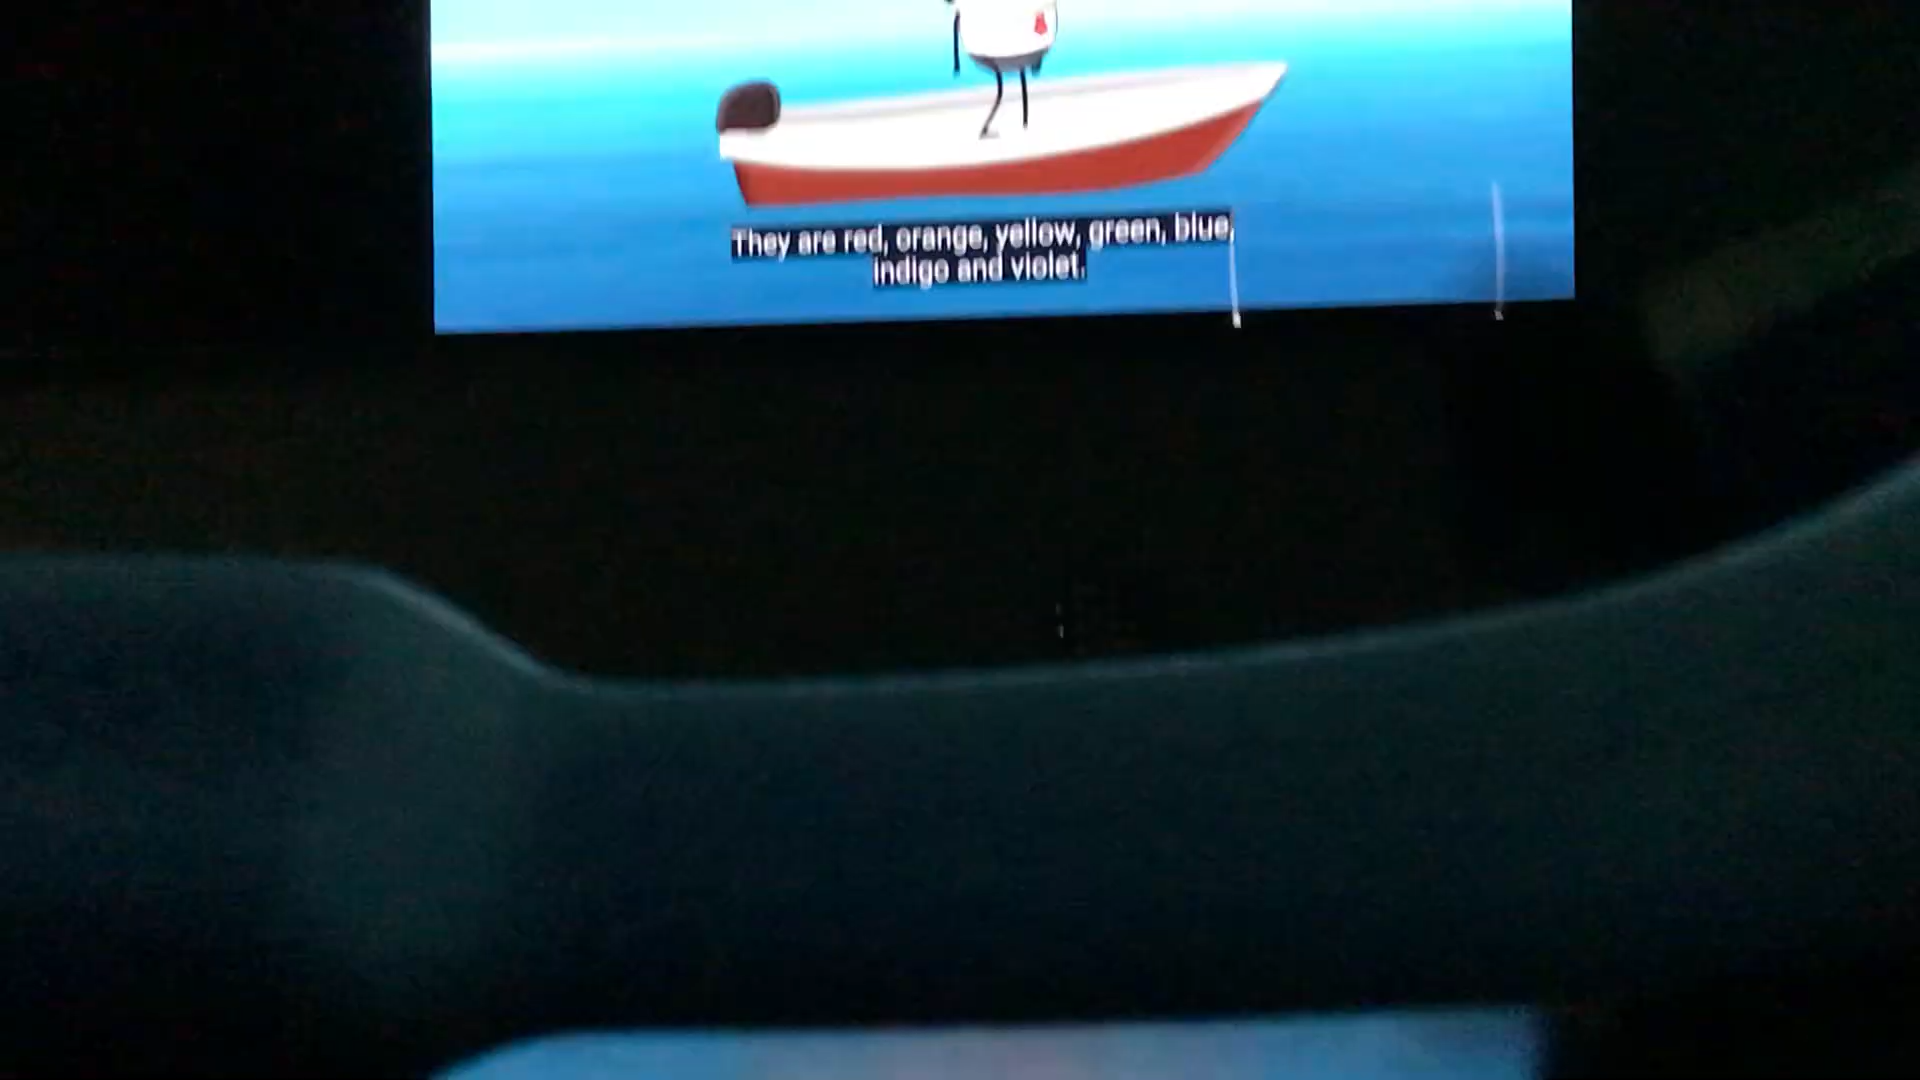 They are red, orange, yellow, green, blue,
indigo and violet.